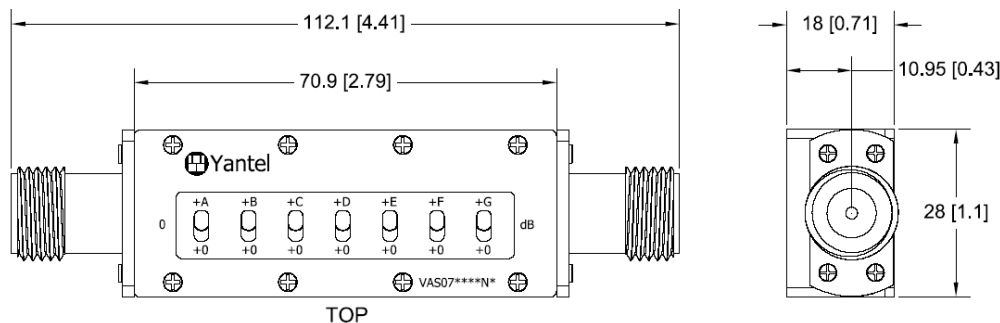 112.1 [4.41]
70.9 [2.79]
18 [0.71]
10.95 [0.43]
Yantel
+A +B +C +D +E +F +G
0 dB
+0 +0 +0 +0 +0 +0 +0
VAS07****N*
28 [1.1]
TOP